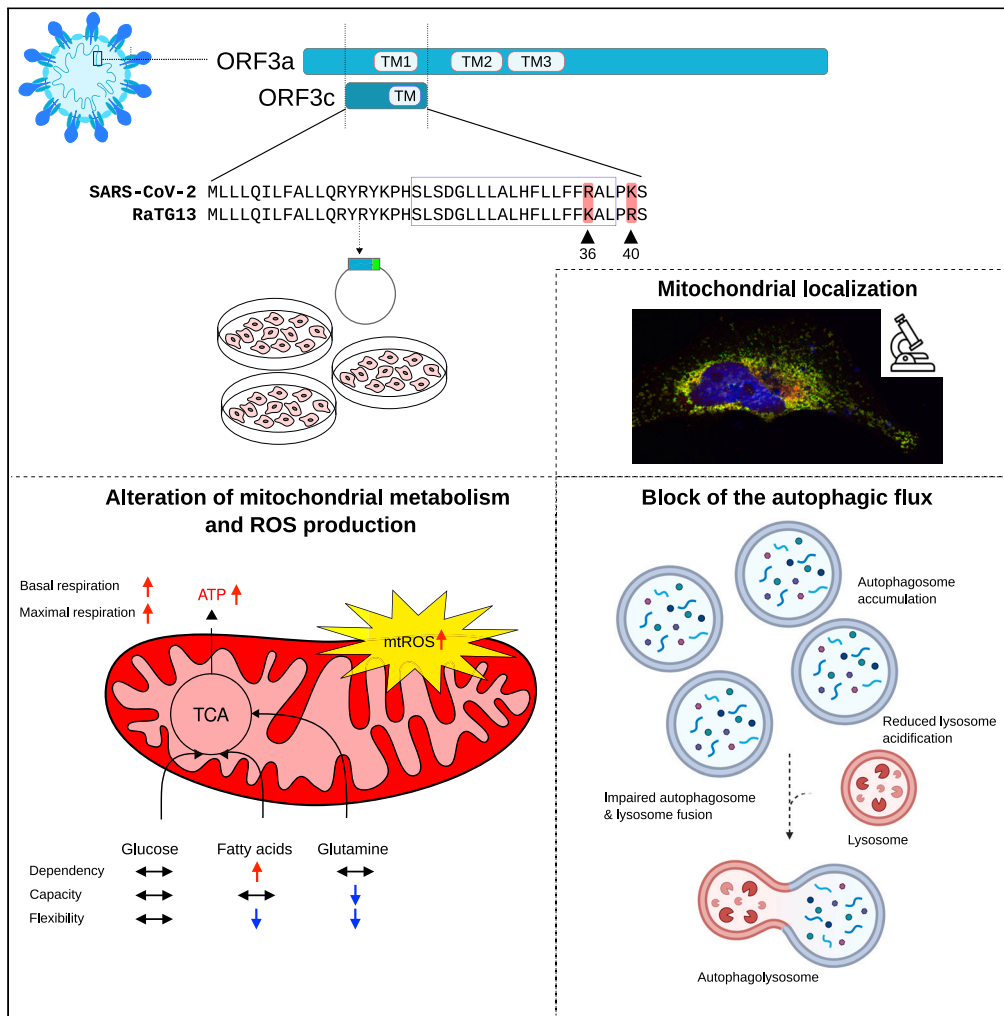 ORF3a
TM1 TM2 TM3
ORF3c
TM
SARS-CoV-2 MLLLQILFALLQRYRYKPHSLSDGLLLALHFLLFFRALPKS
RaTG13 MLLLQILFALLQRYRYKPHSLSDGLLLALHFLLFFKALPRS
36 40
Mitochondrial localization
Alteration of mitochondrial metabolism
and ROS production
Basal respiration
Maximal respiration
ATP
mtROS
TCA
Glucose Fatty acids Glutamine
Dependency
Capacity
Flexibility
Block of the autophagic flux
Autophagosome
accumulation
Reduced lysosome
acidification
Impaired autophagosome
& lysosome fusion
Lysosome
Autophagolysosome